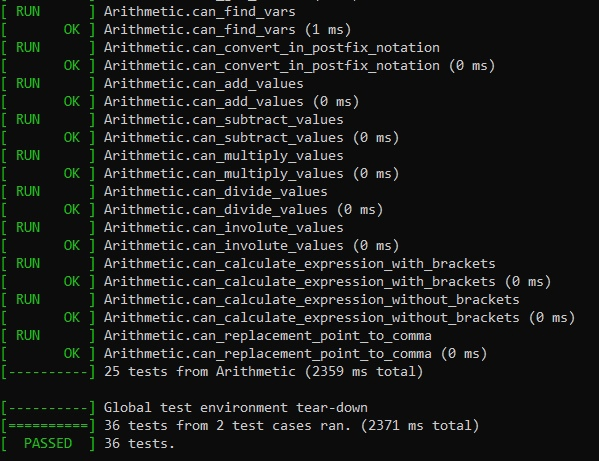 [ RUN      ] Arithmetic.can_find_vars
[       OK ] Arithmetic.can_find_vars (1 ms)
[ RUN      ] Arithmetic.can_convert_in_postfix_notation
[       OK ] Arithmetic.can_convert_in_postfix_notation (0 ms)
[ RUN      ] Arithmetic.can_add_values
[       OK ] Arithmetic.can_add_values (0 ms)
[ RUN      ] Arithmetic.can_subtract_values
[       OK ] Arithmetic.can_subtract_values (0 ms)
[ RUN      ] Arithmetic.can_multiply_values
[       OK ] Arithmetic.can_multiply_values (0 ms)
[ RUN      ] Arithmetic.can_divide_values
[       OK ] Arithmetic.can_divide_values (0 ms)
[ RUN      ] Arithmetic.can_involute_values
[       OK ] Arithmetic.can_involute_values (0 ms)
[ RUN      ] Arithmetic.can_calculate_expression_with_brackets
[       OK ] Arithmetic.can_calculate_expression_with_brackets (0 ms)
[ RUN      ] Arithmetic.can_calculate_expression_without_brackets
[       OK ] Arithmetic.can_calculate_expression_without_brackets (0 ms)
[ RUN      ] Arithmetic.can_replacement_point_to_comma
[       OK ] Arithmetic.can_replacement_point_to_comma (0 ms)
[----------] 25 tests from Arithmetic (2359 ms total)
[----------] Global test environment tear-down
[==========] 36 tests from 2 test cases ran. (2371 ms total)
[  PASSED  ] 36 tests.